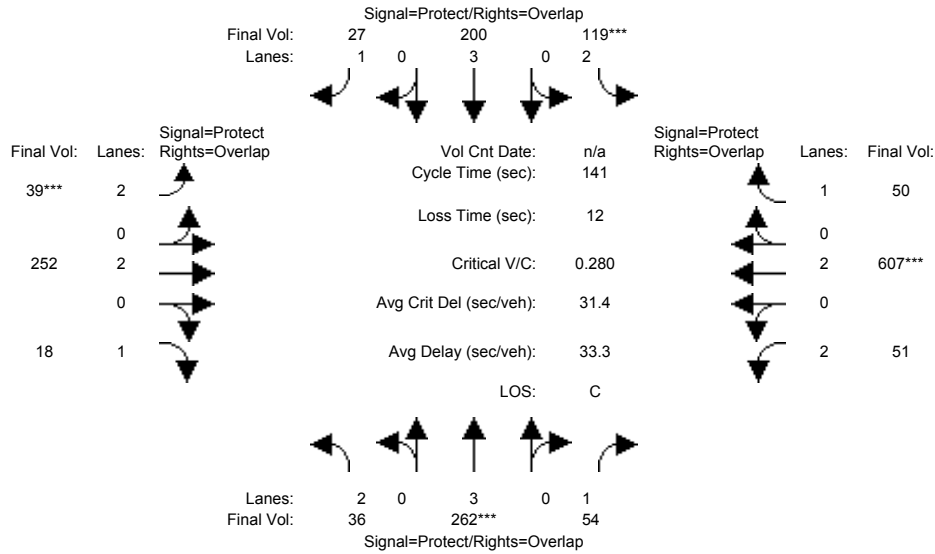 Signal=Protect/Rights=Overlap
Final Vol: 27 200 119***
Lanes: 1 0 3 0 2
Signal=Protect
Final Vol: Lanes: Rights=Overlap
Vol Cnt Date: n/a
Signal=Protect
Rights=Overlap Lanes: Final Vol:
Cycle Time (sec): 141
39*** 2
1 50
Loss Time (sec): 12
0
0
252 2
Critical V/C: 0.280
2 607***
0
Avg Crit Del (sec/veh): 31.4
0
18 1
Avg Delay (sec/veh): 33.3
2 51
LOS: C
Lanes: 2 0 3 0 1
Final Vol: 36 262*** 54
Signal=Protect/Rights=Overlap